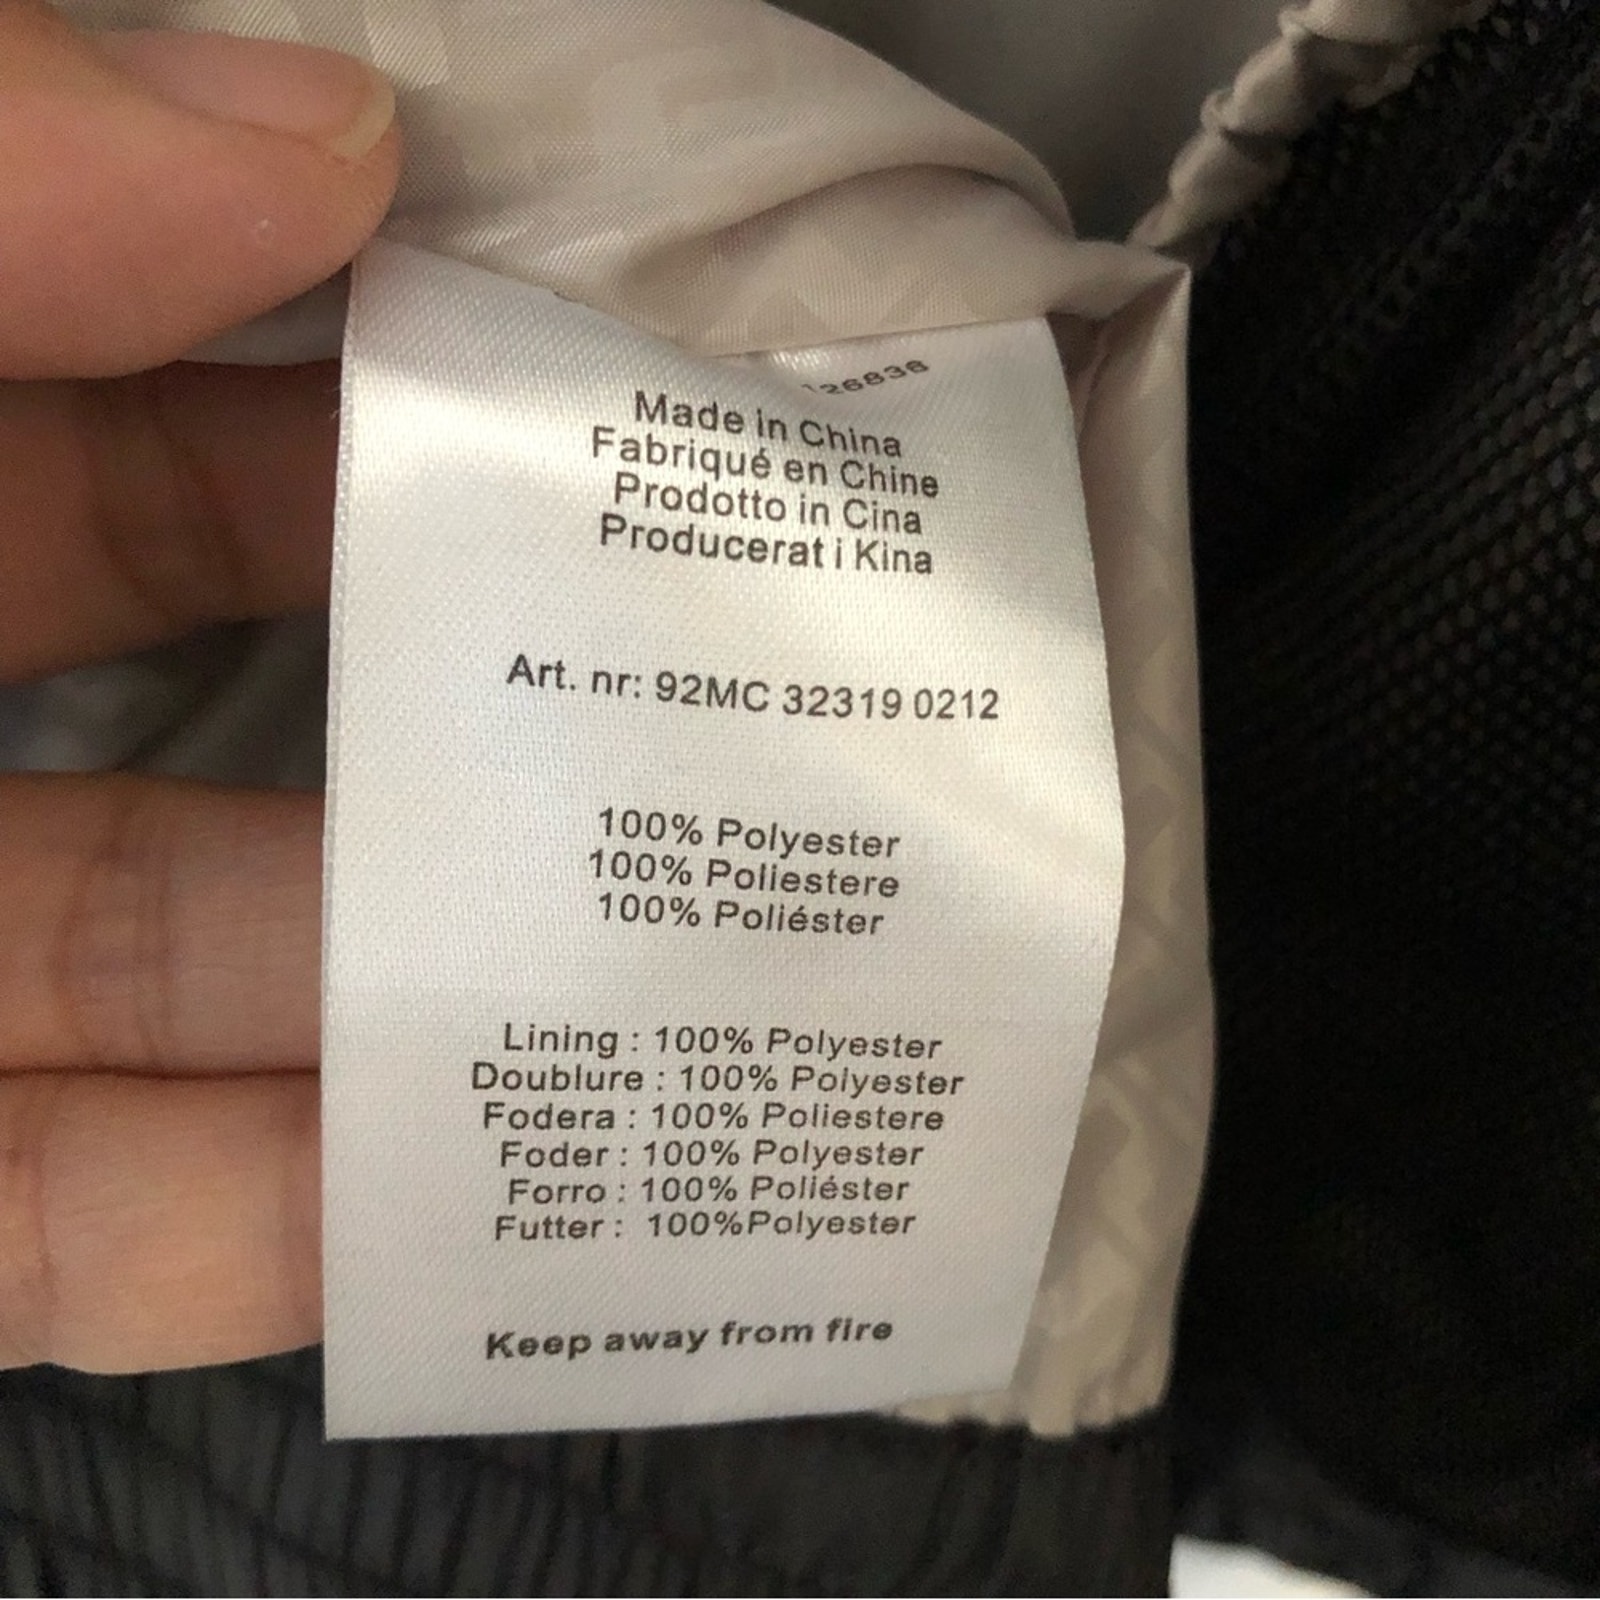 126836
Made in China
Fabriqué en Chine
Prodotto in Cina
Producerat i Kina
Art. nr: 92MC 32319 0212
100% Polyester
100% Poliestere
100% Poliéster
Lining : 100% Polyester
Doublure : 100% Polyester
Fodera : 100% Poliestere
Foder : 100% Polyester
Forro : 100% Poliéster
Futter : 100%Polyester
Keep away from fire